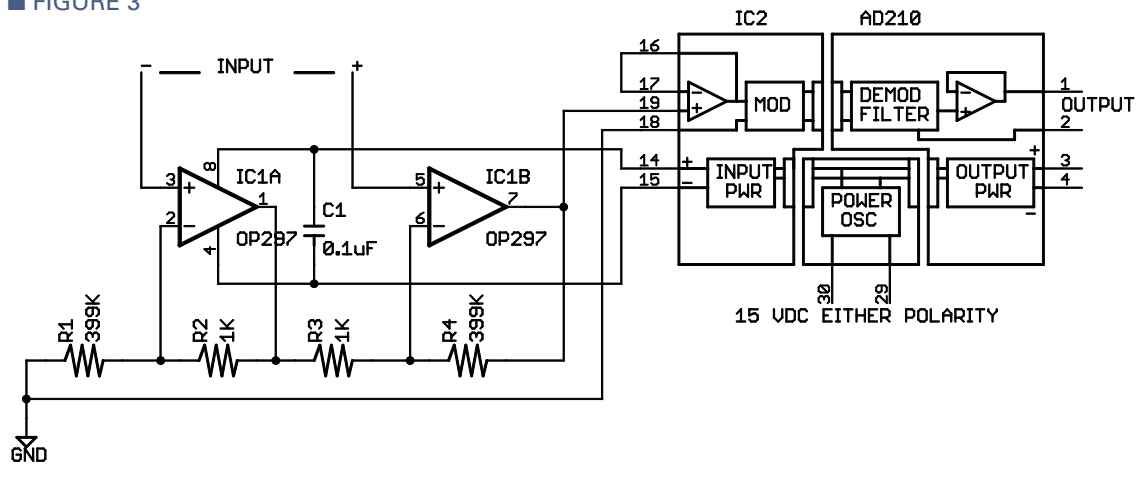 ■ FIGURE 3
IC2 AD210
− INPUT +
16
17
19
18
− +
MOD
DEMOD
FILTER
− +
1
OUTPUT
2
14
15
+ −
INPUT
PWR
POWER
OSC
OUTPUT
PWR
+
−
3
4
30
29
15 VDC EITHER POLARITY
3
2
8
4
+ −
IC1A
1
OP297
C1
0.1uF
5
6
+ −
IC1B
7
OP297
R1
399K
R2
1K
R3
1K
R4
399K
GND